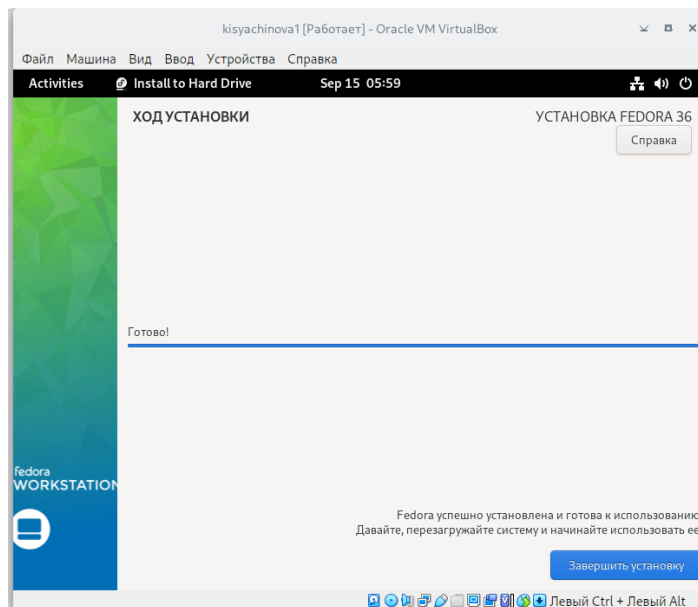 kisyachinova1 [Работает] - Oracle VM VirtualBox
Файл Машина Вид Ввод Устройства Справка
Activities Install to Hard Drive Sep 15 05:59
ХОД УСТАНОВКИ УСТАНОВКА FEDORA 36
Справка
Готово!
fedora
WORKSTATION
Fedora успешно установлена и готова к использованию
Давайте, перезагружайте систему и начинайте использовать ее
Завершить установку
Левый Ctrl + Левый Alt